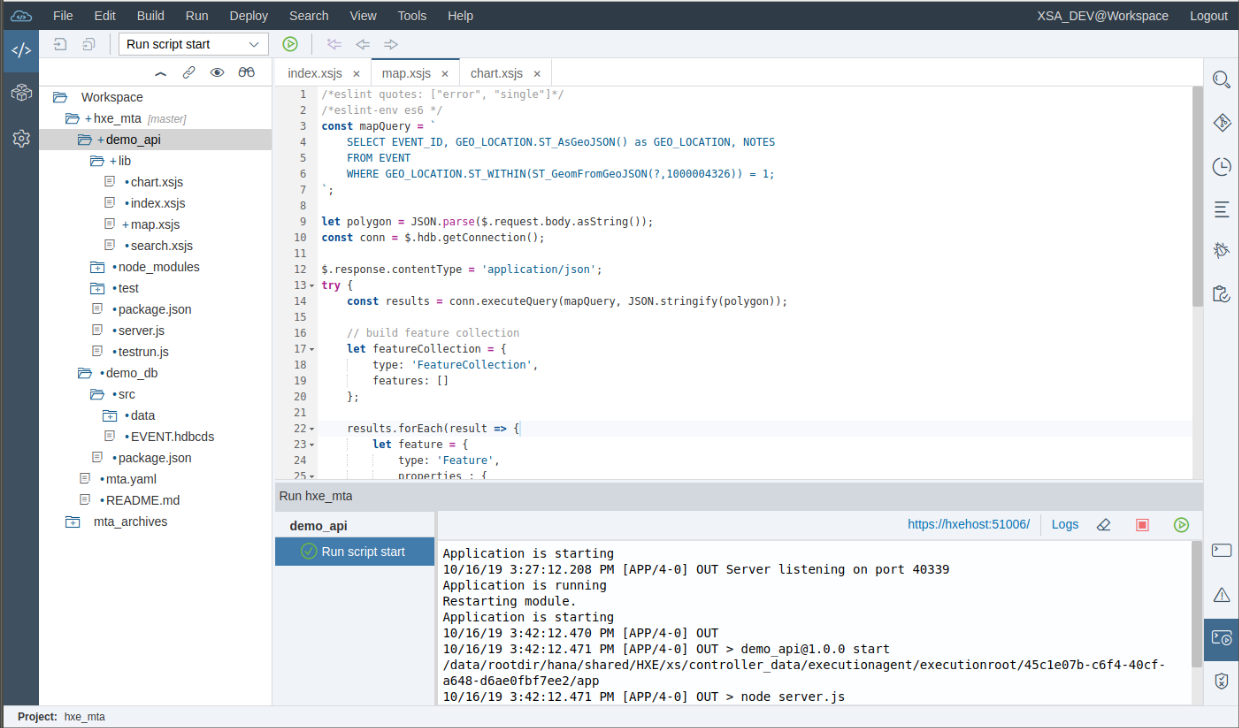 File Edit Build Run Deploy Search View Tools Help XSA_DEV@Workspace Logout
Run script start
index.xsjs × map.xsjs × chart.xsjs ×
Workspace
+hxe_mta [master]
+demo_api
+lib
•chart.xsjs
•index.xsjs
+map.xsjs
•search.xsjs
•node_modules
•test
•package.json
•server.js
•testrun.js
•demo_db
•src
•data
•EVENT.hdbcds
•package.json
•mta.yaml
•README.md
mta_archives
1 /*eslint quotes: ["error", "single"]*/
2 /*eslint-env es6 */
3 const mapQuery = `
4 SELECT EVENT_ID, GEO_LOCATION.ST_AsGeoJSON() as GEO_LOCATION, NOTES
5 FROM EVENT
6 WHERE GEO_LOCATION.ST_WITHIN(ST_GeomFromGeoJSON(?,1000004326)) = 1;
7 `;
8
9 let polygon = JSON.parse($.request.body.asString());
10 const conn = $.hdb.getConnection();
11
12 $.response.contentType = 'application/json';
13 try {
14 const results = conn.executeQuery(mapQuery, JSON.stringify(polygon));
15
16 // build feature collection
17 let featureCollection = {
18 type: 'FeatureCollection',
19 features: []
20 };
21
22 results.forEach(result => {
23 let feature = {
24 type: 'Feature',
25 properties : {
Run hxe_mta
demo_api
Run script start
https://hxehost:51006/ Logs
Application is starting
10/16/19 3:27:12.208 PM [APP/4-0] OUT Server listening on port 40339
Application is running
Restarting module.
Application is starting
10/16/19 3:42:12.470 PM [APP/4-0] OUT
10/16/19 3:42:12.471 PM [APP/4-0] OUT > demo_api@1.0.0 start
/data/rootdir/hana/shared/HXE/xs/controller_data/executionagent/executionroot/45c1e07b-c6f4-40cf-
a648-d6ae0fbf7ee2/app
10/16/19 3:42:12.471 PM [APP/4-0] OUT > node server.js
Project: hxe_mta